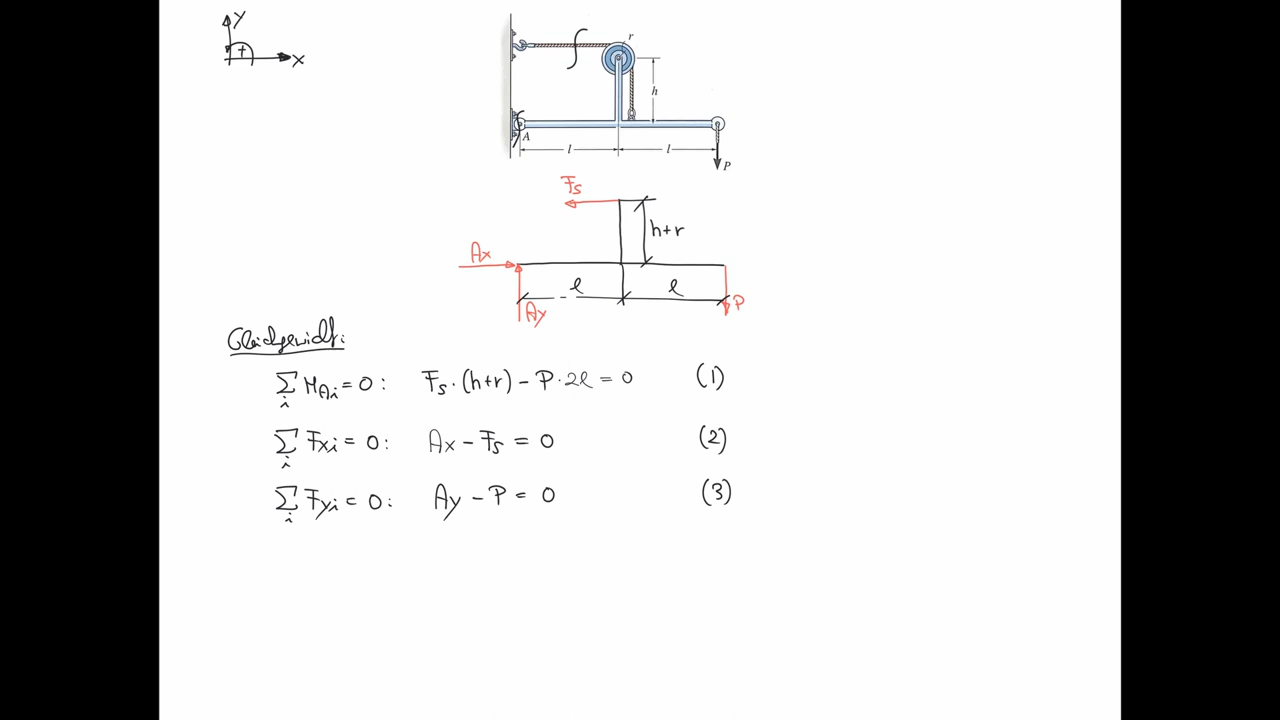 y
+
x
r
h
A
l
l
P
Fs
h+r
Ax
l
l
Ay
P
Gleichgewicht:
∑i MAi = 0: Fs·(h+r) - P·2l = 0 (1)
∑i Fxi = 0: Ax - Fs = 0 (2)
∑i Fyi = 0: Ay - P = 0 (3)